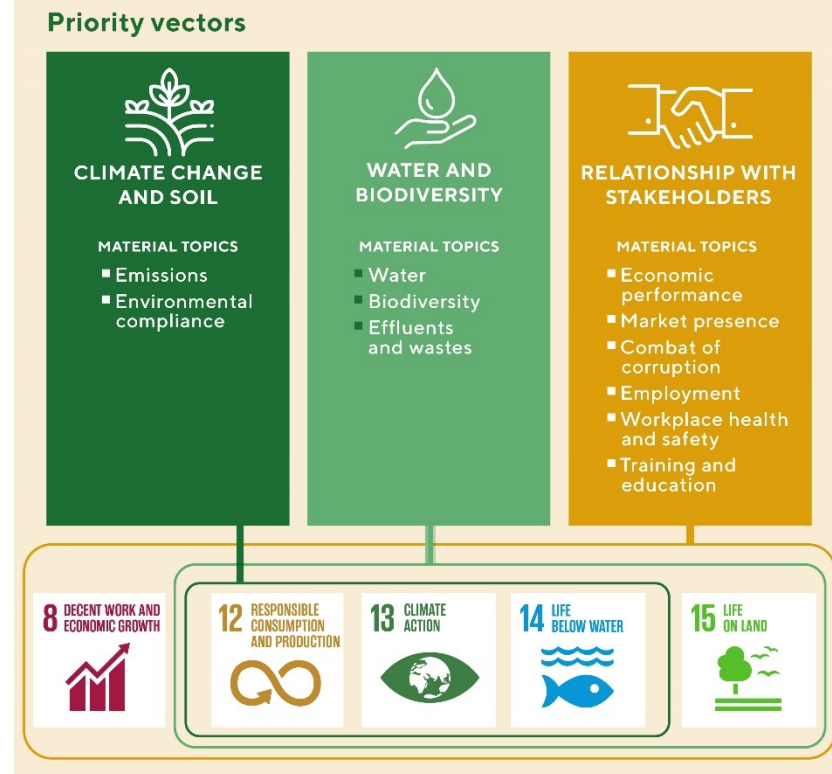 Priority vectors
CLIMATE CHANGE
AND SOIL
MATERIAL TOPICS
Emissions
Environmental
compliance
WATER AND
BIODIVERSITY
MATERIAL TOPICS
Water
Biodiversity
Effluents
and wastes
RELATIONSHIP WITH
STAKEHOLDERS
MATERIAL TOPICS
Economic
performance
Market presence
Combat of
corruption
Employment
Workplace health
and safety
Training and
education
8 DECENT WORK AND
ECONOMIC GROWTH
12 RESPONSIBLE
CONSUMPTION
AND PRODUCTION
13 CLIMATE
ACTION
14 LIFE
BELOW WATER
15 LIFE
ON LAND